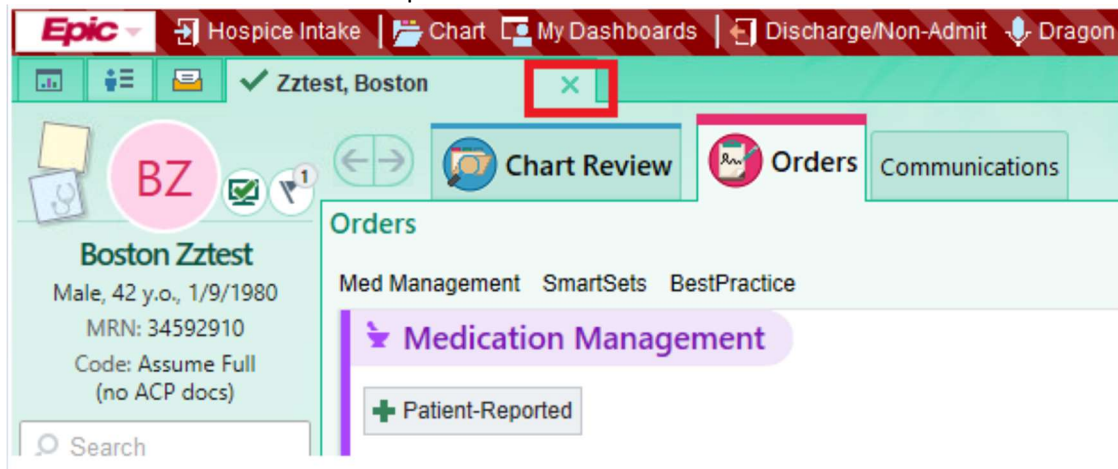 Epic Hospice Intake Chart My Dashboards Discharge/Non-Admit Dragon
Zztest, Boston
BZ
1
Chart Review Orders Communications
Orders
Boston Zztest
Male, 42 y.o., 1/9/1980
MRN: 34592910
Code: Assume Full
(no ACP docs)
Search
Med Management SmartSets BestPractice
Medication Management
Patient-Reported